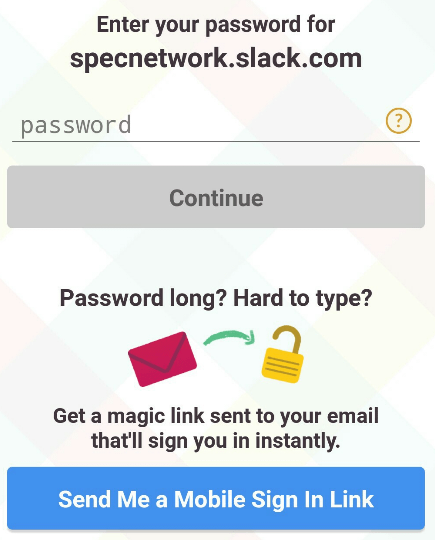 Enter your password for
specnetwork.slack.com
password
?
Continue
Password long? Hard to type?
Get a magic link sent to your email
that'll sign you in instantly.
Send Me a Mobile Sign In Link